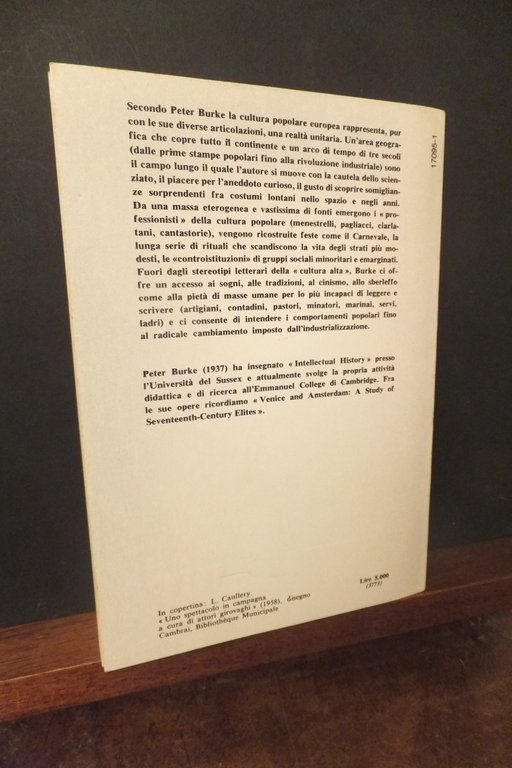 Secondo Peter Burke la cultura popolare europea rappresenta, pur
con le sue diverse articolazioni, una realtà unitaria. Un'area geogra-
fica che copre tutto il continente e un arco di tempo di tre secoli
(dalle prime stampe popolari fino alla rivoluzione industriale) sono
il campo lungo il quale l'autore si muove con la cautela dello scien-
ziato, il piacere per l'aneddoto curioso, il gusto di scoprire somiglian-
ze sorprendenti fra costumi lontani nello spazio e negli anni.
Da una massa eterogenea e vastissima di fonti emergono i « pro-
fessionisti » della cultura popolare (menestrelli, pagliacci, ciarla-
tani, cantastorie), vengono ricostruite feste come il Carnevale, la
lunga serie di rituali che scandiscono la vita degli strati più mo-
desti, le «controistituzioni» di gruppi sociali minoritari e emarginati.
Fuori dagli stereotipi letterari della « cultura alta », Burke ci of-
fre un accesso ai sogni, alle tradizioni, al cinismo, allo sberleffo
come alla pietà di masse umane per lo più incapaci di leggere e
scrivere (artigiani, contadini, pastori, minatori, marinai, servi,
ladri) e ci consente di intendere i comportamenti popolari fino
al radicale cambiamento imposto dall'industrializzazione.
Peter Burke (1937) ha insegnato « Intellectual History » presso
l'Università del Sussex e attualmente svolge la propria attività
didattica e di ricerca all'Emmanuel College di Cambridge. Fra
le sue opere ricordiamo « Venice and Amsterdam: A Study of
Seventeenth-Century Elites ».
In copertina: L. Caullery.
« Uno spettacolo in campagna
a cura di attori girovaghi » (1958), disegno
Cambrai, Bibliothèque Municipale
Lire 5.000
(3773)
17095-1